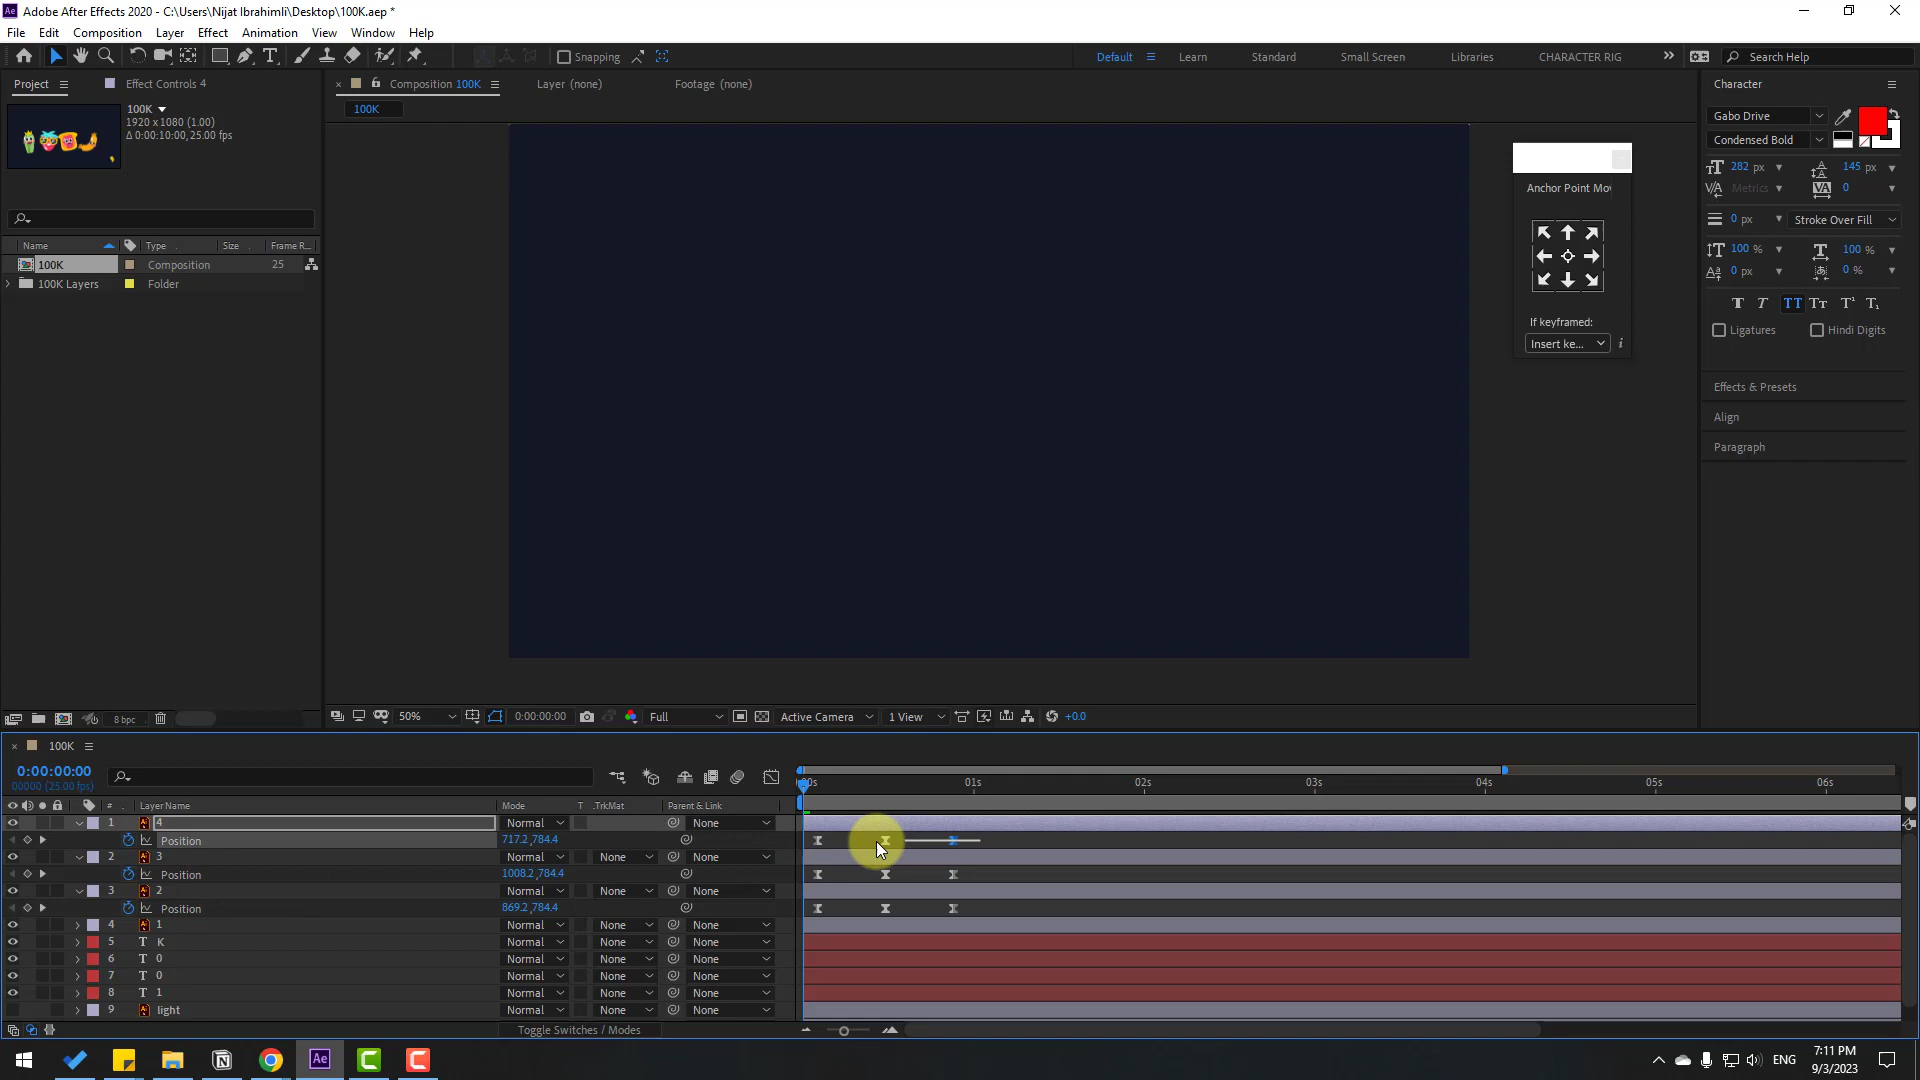 Adobe After Effects 2020 - C:\Users\Nijat Ibrahimli\Desktop\100K.aep *
File Edit Composition Layer Effect Animation View Window Help
Snapping
Default Learn Standard Small Screen Libraries CHARACTER RIG Search Help
Project Effect Controls 4
Composition 100K Layer (none) Footage (none)
Character
100K
1920 x 1080 (1.00)
Δ 0:00:10:00, 25.00 fps
100K
Gabo Drive
Condensed Bold
282 px 145 px
Metrics 0
0 px Stroke Over Fill
100 % 100 %
0 px 0 %
Ligatures Hindi Digits
Effects & Presets
Align
Paragraph
Anchor Point Mo
If keyframed:
Insert ke...
Name Type Size Frame R...
100K Composition 25
100K Layers Folder
8 bpc
50% 0:00:00:00 Full Active Camera 1 View +0.0
100K
0:00:00:00
00000 (25.00 fps)
00s 01s 02s 03s 04s 05s 06s
# Layer Name Mode T .TrkMat Parent & Link
1 4 Normal None
Position 717.2,784.4
2 3 Normal None None
Position 1008.2,784.4
3 2 Normal None None
Position 869.2,784.4
4 1 Normal None None
5 T K Normal None None
6 T 0 Normal None None
7 T 0 Normal None None
8 T 1 Normal None None
9 light Normal None None
Toggle Switches / Modes
ENG
7:11 PM
9/3/2023